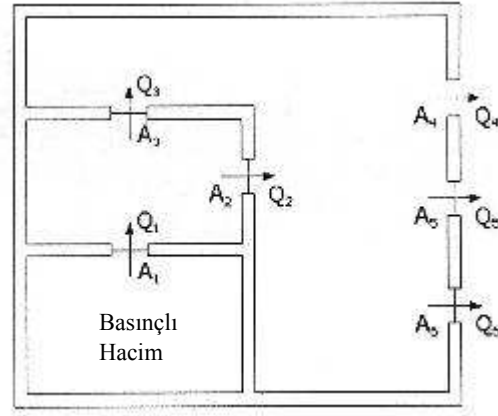 Q₃
A₃
A₄ Q₄
A₂ Q₂
A₅ Q₅
Q₁
A₁
A₅ Q₅
Basınçlı
Hacim